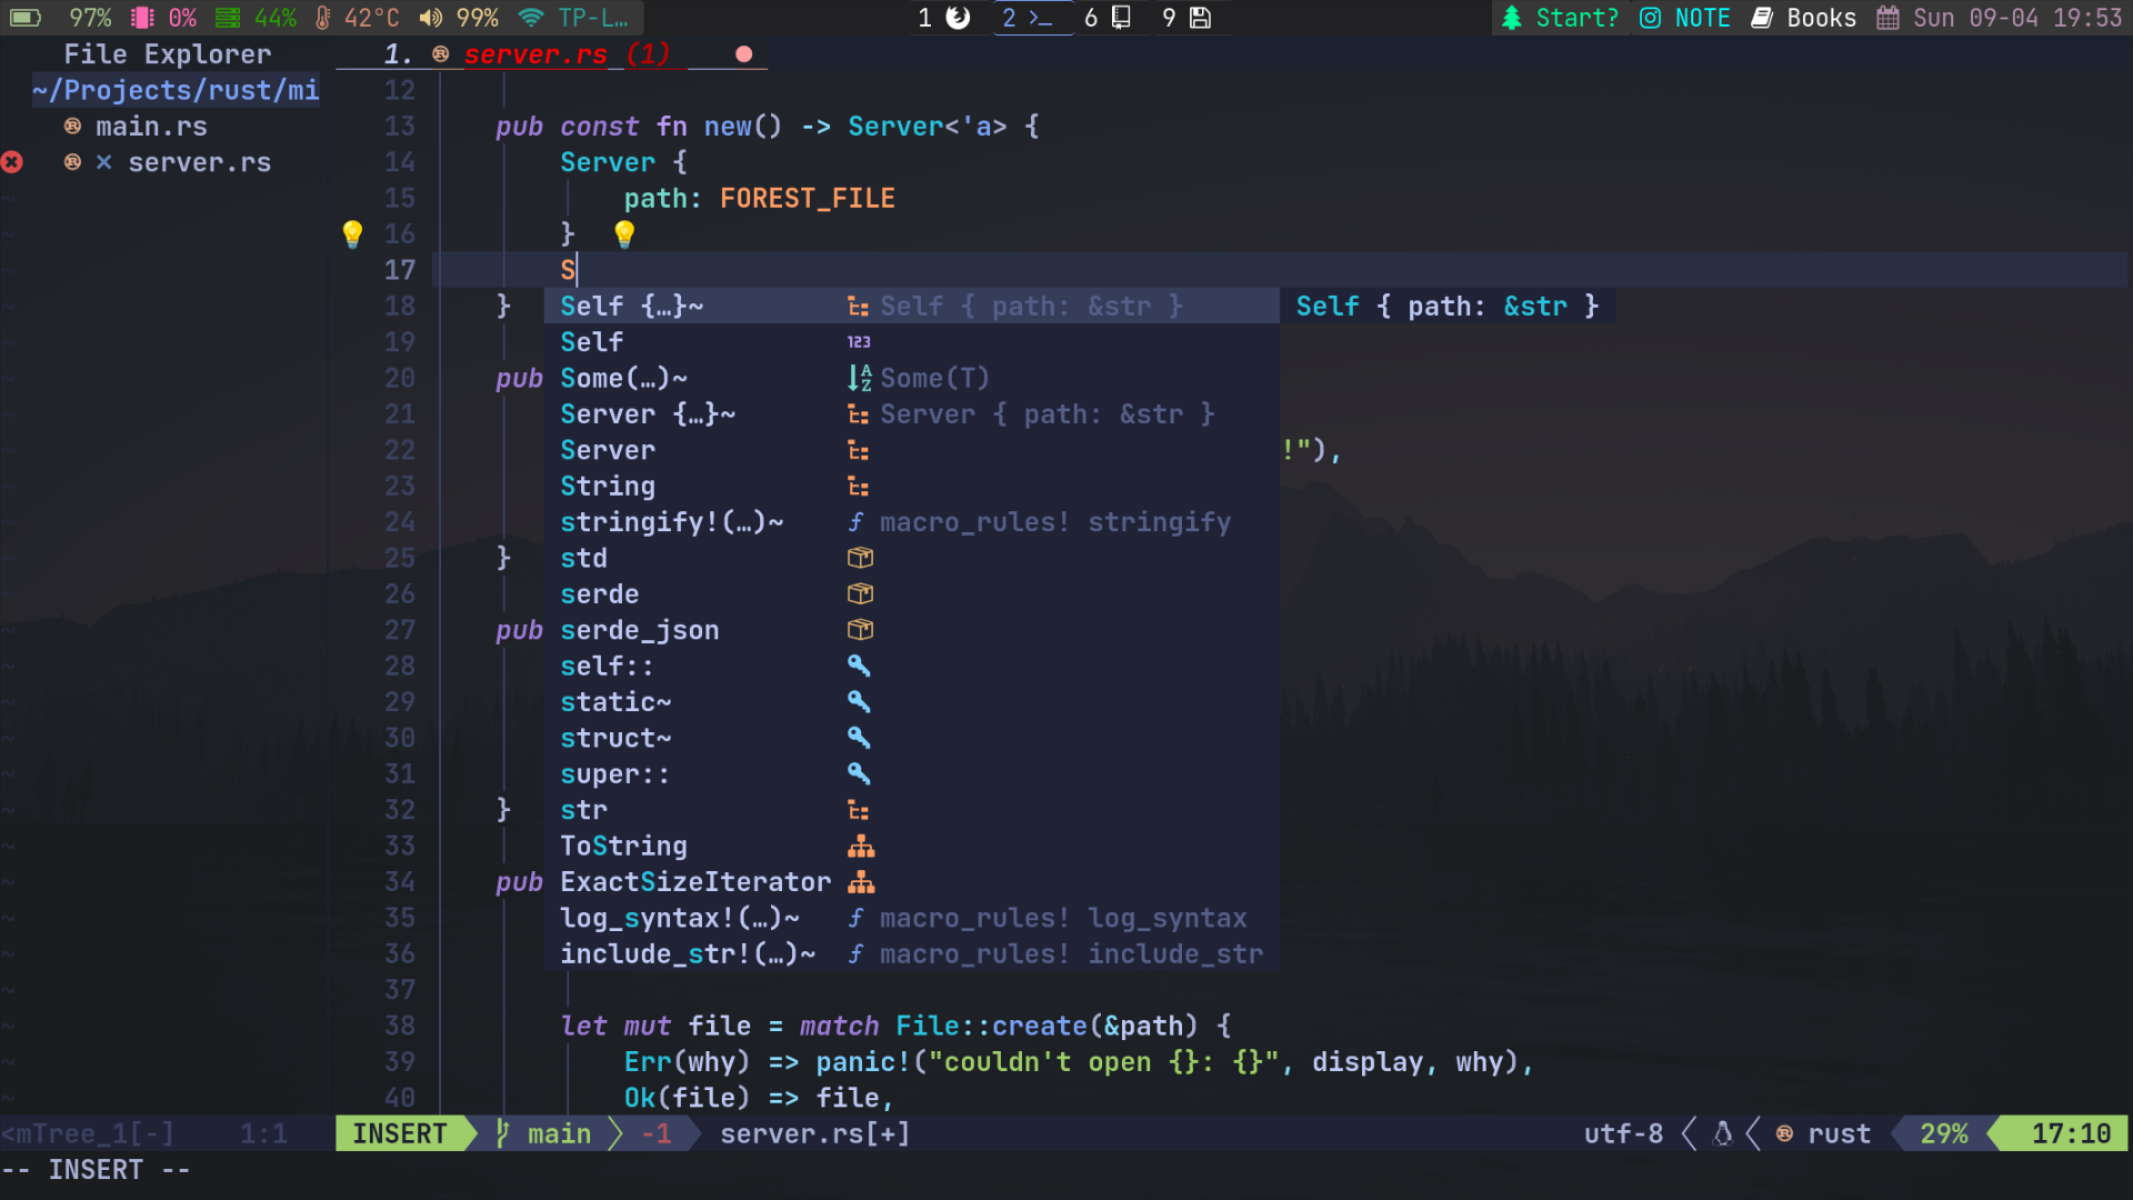 97% 0% 44% 42°C 99% TP-L… 1 2 >_ 6 9 Start? NOTE Books Sun 09-04 19:53
File Explorer 1. server.rs (1)
~/Projects/rust/mi 12
main.rs 13 pub const fn new() -> Server<'a> {
server.rs 14 Server {
~ 15 path: FOREST_FILE
~ 16 }
~ 17 S
~ 18 } Self {…}~ Self { path: &str } Self { path: &str }
~ 19 Self 123
~ 20 pub Some(…)~ Some(T)
~ 21 Server {…}~ Server { path: &str }
~ 22 Server !"),
~ 23 String
~ 24 stringify!(…)~ macro_rules! stringify
~ 25 } std
~ 26 serde
~ 27 pub serde_json
~ 28 self::
~ 29 static~
~ 30 struct~
~ 31 super::
~ 32 } str
~ 33 ToString
~ 34 pub ExactSizeIterator
~ 35 log_syntax!(…)~ macro_rules! log_syntax
~ 36 include_str!(…)~ macro_rules! include_str
~ 37
~ 38 let mut file = match File::create(&path) {
~ 39 Err(why) => panic!("couldn't open {}: {}", display, why),
~ 40 Ok(file) => file,
<mTree_1[-] 1:1 INSERT main -1 server.rs[+] utf-8 rust 29% 17:10
-- INSERT --